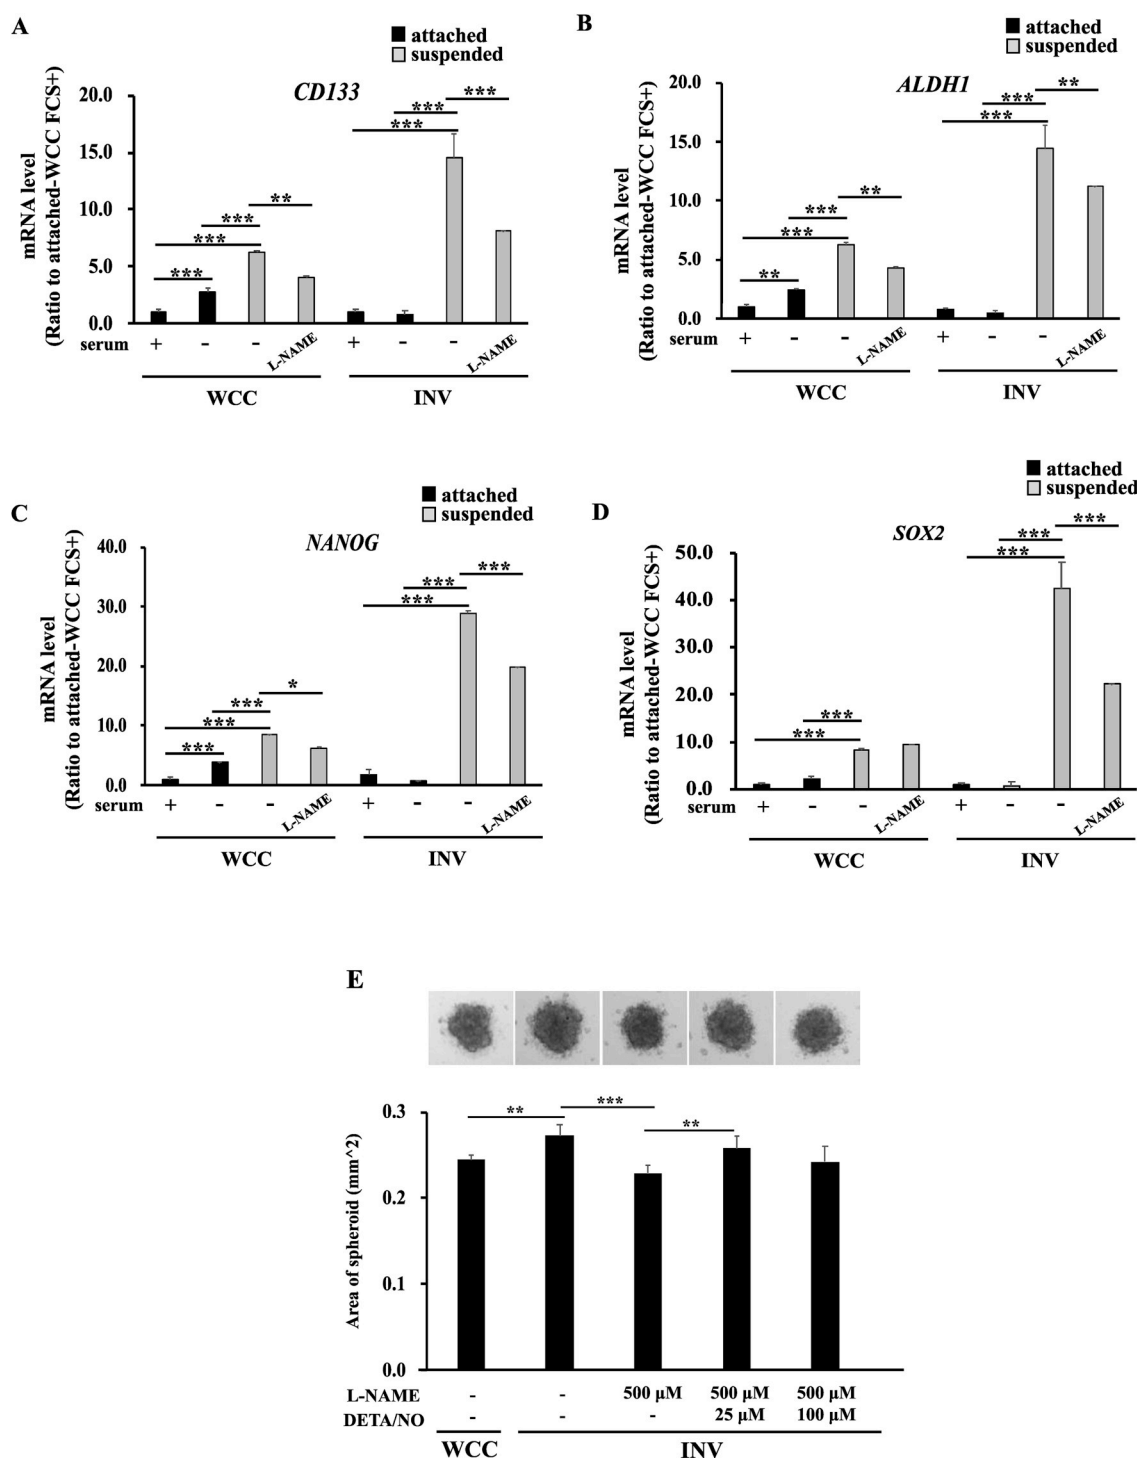 A
attached
suspended
CD133
mRNA level
(Ratio to attached-WCC FCS+)
20.0
15.0
10.0
5.0
0.0
***
***
***
**
***
***
***
serum + - - L-NAME + - - L-NAME
WCC INV
B
attached
suspended
ALDH1
mRNA level
(Ratio to attached-WCC FCS+)
20.0
15.0
10.0
5.0
0.0
**
***
***
**
***
***
**
serum + - - L-NAME + - - L-NAME
WCC INV
C
attached
suspended
NANOG
mRNA level
(Ratio to attached-WCC FCS+)
40
30.0
20.0
10.0
0.0
***
***
***
*
***
***
***
serum + - - L-NAME + - - L-NAME
WCC INV
D
attached
suspended
SOX2
mRNA level
(Ratio to attached-WCC FCS+)
50.0
40.0
30.0
20.0
10.0
0.0
***
***
***
***
***
serum + - - L-NAME + - - L-NAME
WCC INV
E
Area of spheroid (mm^2)
0.3
0.2
0.1
0.0
**
***
**
L-NAME - - 500 μM 500 μM 500 μM
DETA/NO - - - 25 μM 100 μM
WCC INV